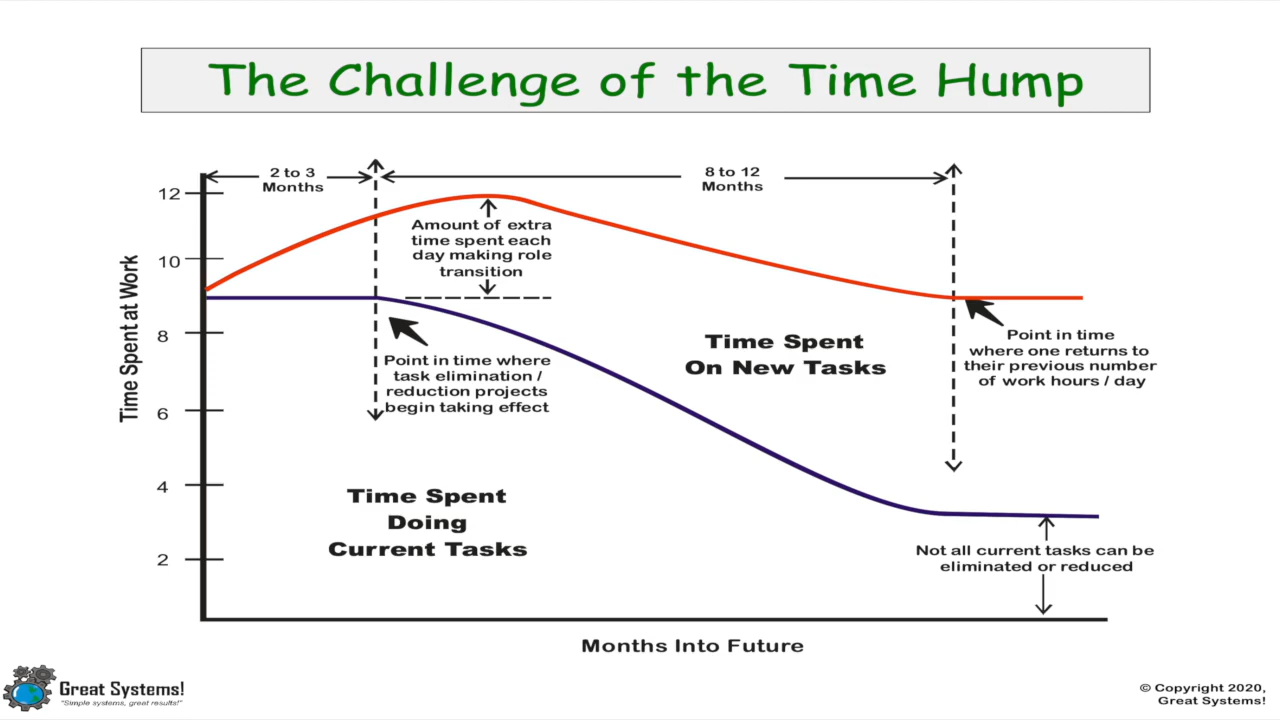 The Challenge of the Time Hump
2 to 3
Months
8 to 12
Months
12
10
8
6
4
2
Time Spent at Work
Amount of extra
time spent each
day making role
transition
Point in time where
task elimination /
reduction projects
begin taking effect
Time Spent
On New Tasks
Point in time
where one returns to
their previous number
of work hours / day
Time Spent
Doing
Current Tasks
Not all current tasks can be
eliminated or reduced
Months Into Future
Great Systems!
"Simple systems, great results!"
© Copyright 2020,
Great Systems!